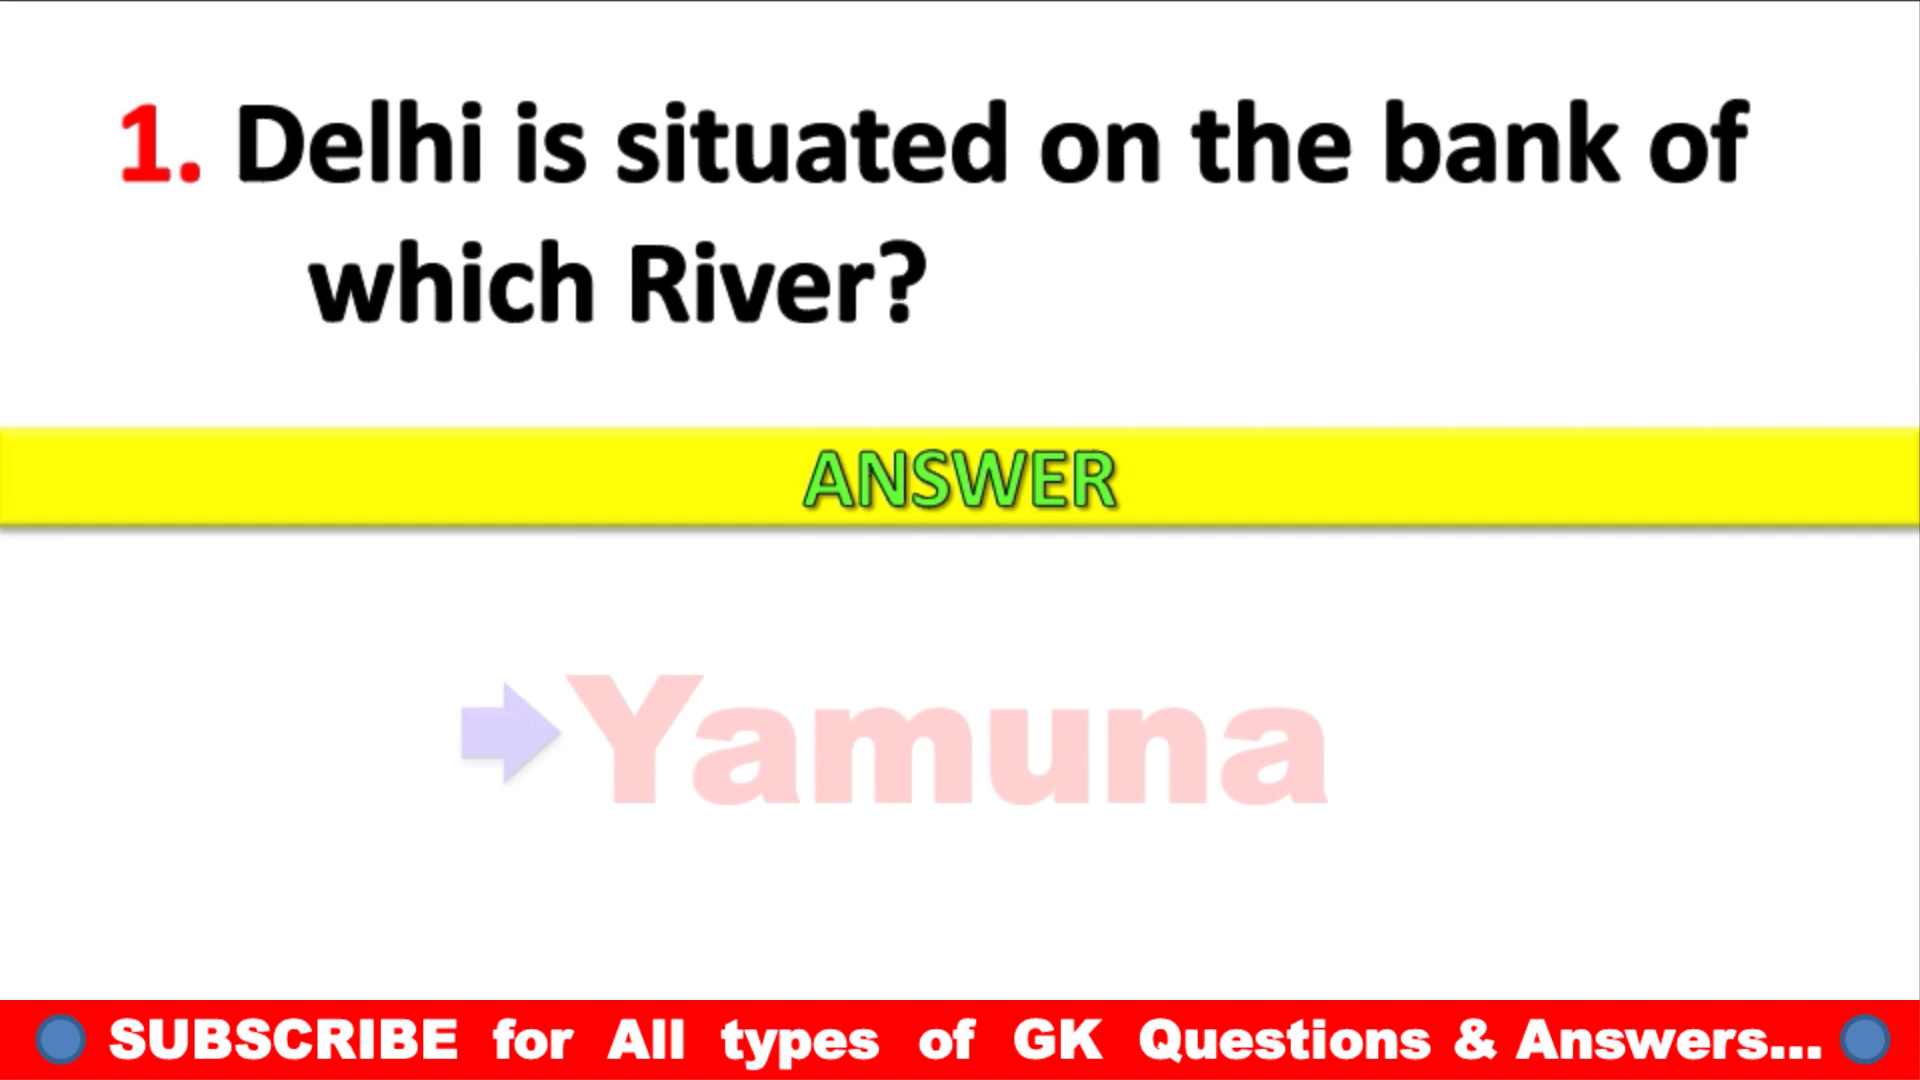 1. Delhi is situated on the bank of
which River?
ANSWER
Yamuna
SUBSCRIBE for All types of GK Questions & Answers...